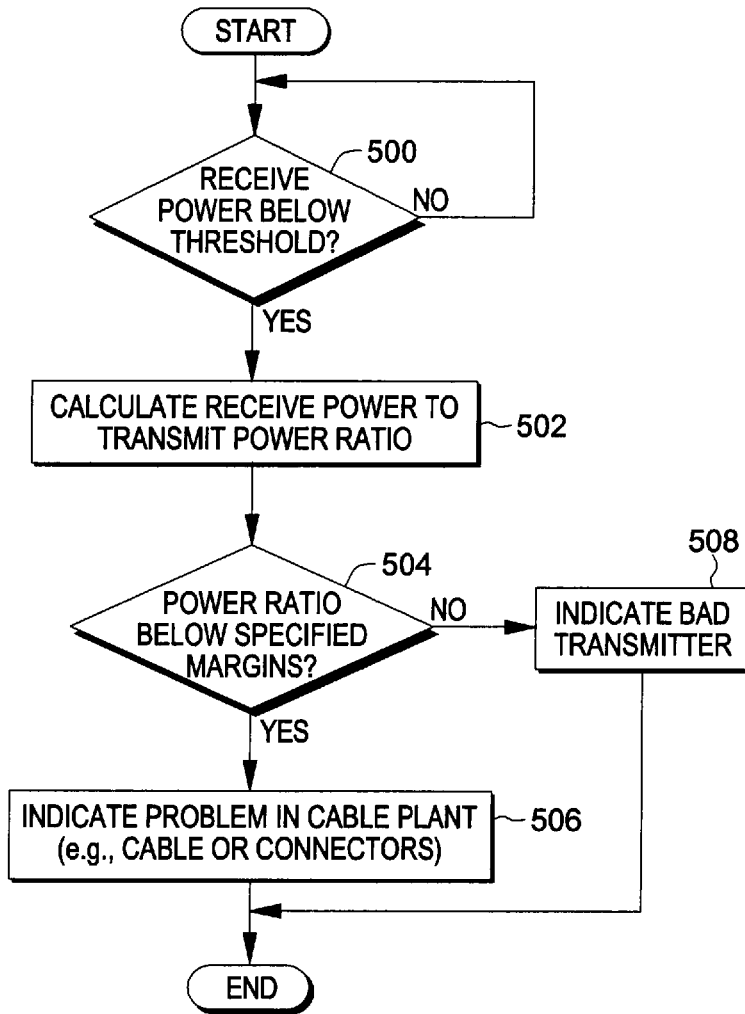 START
500
RECEIVE
POWER BELOW
THRESHOLD?
NO
YES
CALCULATE RECEIVE POWER TO
TRANSMIT POWER RATIO
502
504
POWER RATIO
BELOW SPECIFIED
MARGINS?
NO
508
INDICATE BAD
TRANSMITTER
YES
INDICATE PROBLEM IN CABLE PLANT
(e.g., CABLE OR CONNECTORS)
506
END